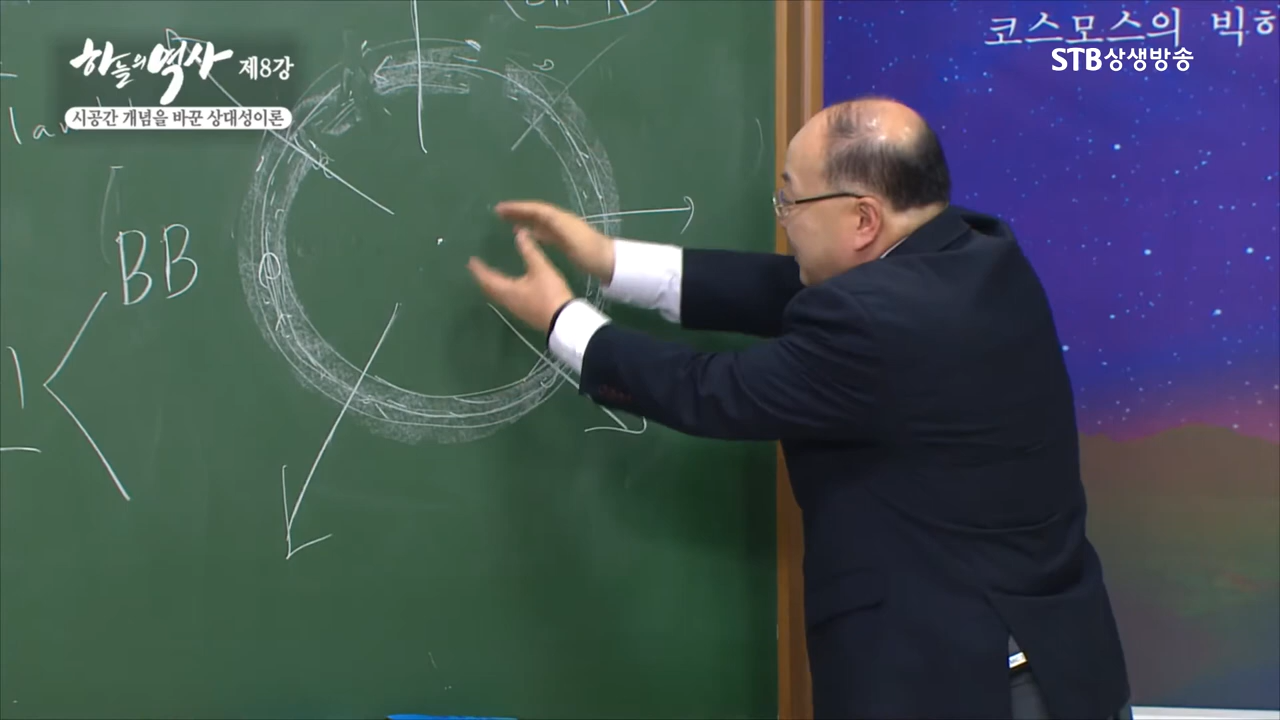 하늘의 역사 제8강
시공간 개념을 바꾼 상대성이론
코스모스의 빅
STB상생방송
BB